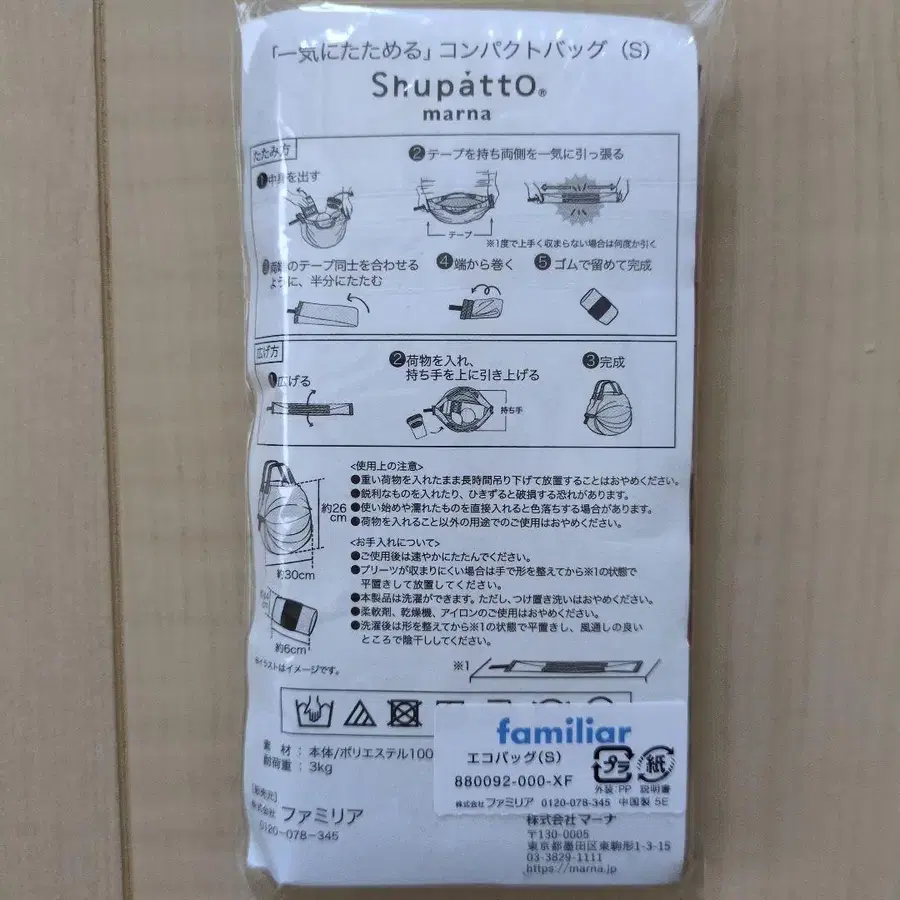 「一気にたためる」コンパクトバッグ（S）
Shupatto®
marna
たたみ方
❶中身を出す
❷テープを持ち両側を一気に引っ張る
テープ
※1度で上手く収まらない場合は何度か引く
❸両端のテープ同士を合わせる
ように、半分にたたむ
❹端から巻く
❺ゴムで留めて完成
広げ方
❶広げる
❷荷物を入れ、
持ち手を上に引き上げる
持ち手
❸完成
約26
cm
約30cm
約6cm
※イラストはイメージです。
<使用上の注意>
●重い荷物を入れたまま長時間吊り下げて放置することはおやめください。
●鋭利なものを入れたり、ひきずると破損する恐れがあります。
●使い始めや濡れたものを直接入れると色落ちする場合があります。
●荷物を入れること以外の用途でのご使用はおやめください。
<お手入れについて>
●ご使用後は速やかにたたんでください。
●プリーツが収まりにくい場合は手で形を整えてから※1の状態で
平置きして放置してください。
●本製品は洗濯ができます。ただし、つけ置き洗いはおやめください。
●柔軟剤、乾燥機、アイロンのご使用はおやめください。
●洗濯後は形を整えてから※1の状態で平置きし、風通しの良い
ところで陰干ししてください。
※1
素 材：本体/ポリエステル100
耐荷重：3kg
[販売元]
株式会社 ファミリア
0120-078-345
familiar
エコバッグ(S)
880092-000-XF
プラ
紙
外装:PP 説明書
株式会社 ファミリア 0120-078-345 中国製 5E
株式会社 マーナ
〒130-0005
東京都墨田区東駒形1-3-15
03-3829-1111
https://marna.jp